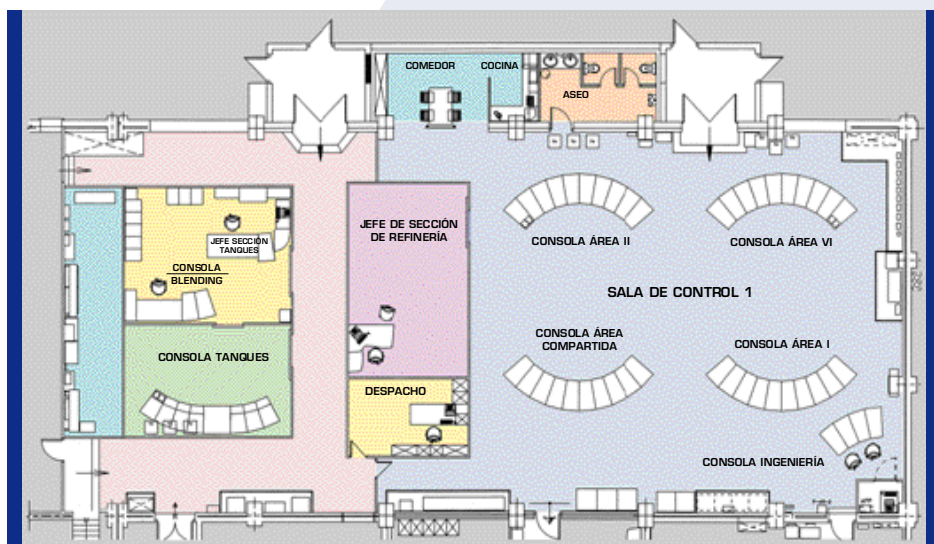 COMEDOR
COCINA
ASEO
JEFE DE SECCIÓN
DE REFINERÍA
JEFE SECCIÓN
TANQUES
CONSOLA
BLENDING
CONSOLA ÁREA II
CONSOLA ÁREA VI
SALA DE CONTROL 1
CONSOLA TANQUES
CONSOLA ÁREA
COMPARTIDA
CONSOLA ÁREA I
DESPACHO
CONSOLA INGENIERÍA